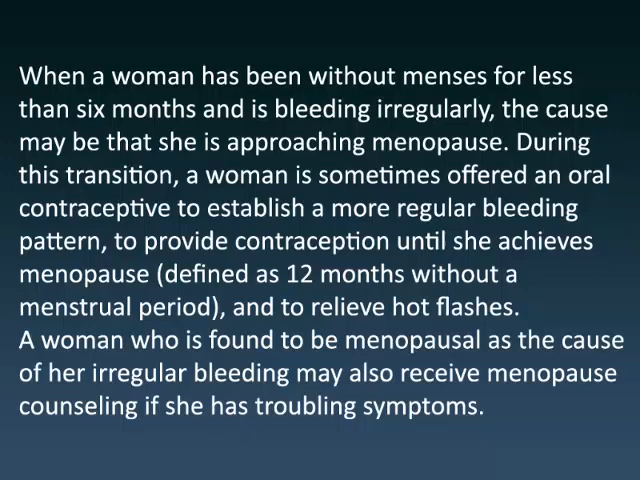 When a woman has been without menses for less
than six months and is bleeding irregularly, the cause
may be that she is approaching menopause. During
this transition, a woman is sometimes offered an oral
contraceptive to establish a more regular bleeding
pattern, to provide contraception until she achieves
menopause (defined as 12 months without a
menstrual period), and to relieve hot flashes.
A woman who is found to be menopausal as the cause
of her irregular bleeding may also receive menopause
counseling if she has troubling symptoms.